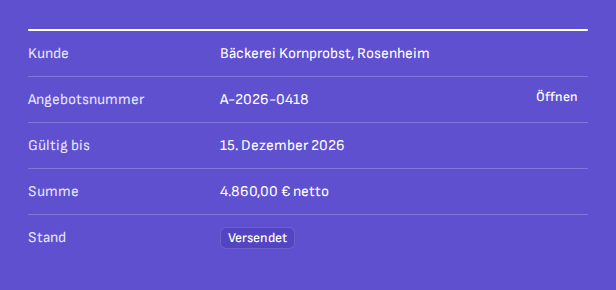 Kunde Bäckerei Kornprobst, Rosenheim
Angebotsnummer A-2026-0418 Öffnen
Gültig bis 15. Dezember 2026
Summe 4.860,00 € netto
Stand Versendet